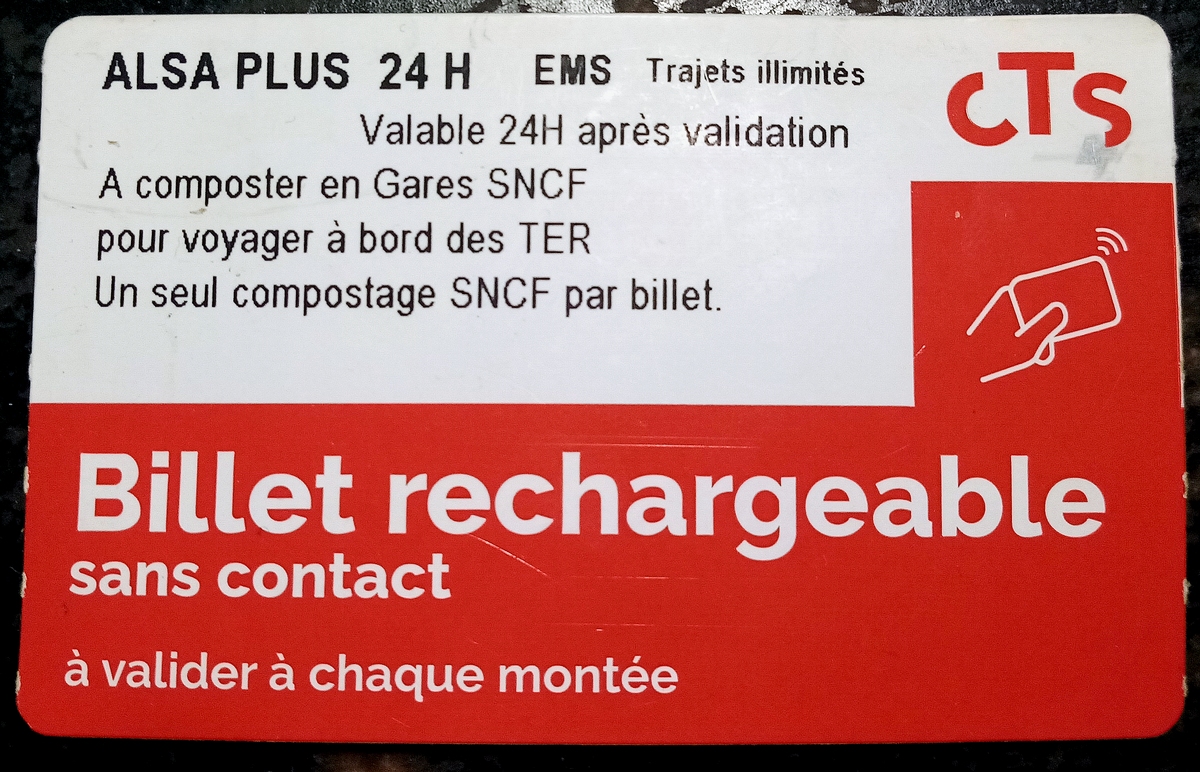 ALSA PLUS 24 H EMS Trajets illimités
CTS
Valable 24H après validation
A composter en Gares SNCF
pour voyager à bord des TER
Un seul compostage SNCF par billet.
Billet rechargeable
sans contact
à valider à chaque montée